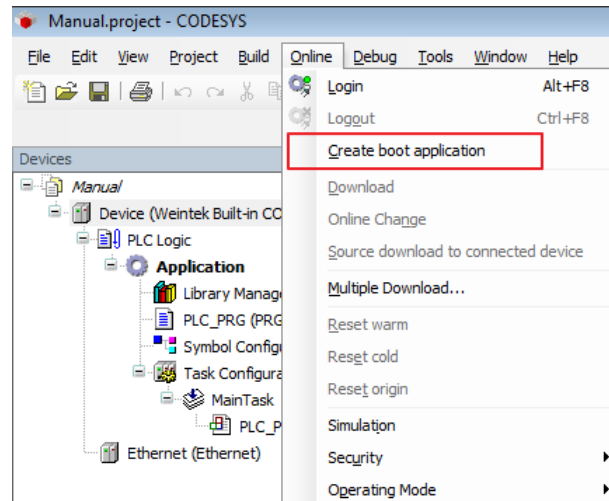 Manual.project - CODESYS
File Edit View Project Build Online Debug Tools Window Help
Login Alt+F8
Logout Ctrl+F8
Create boot application
Download
Online Change
Source download to connected device
Multiple Download...
Reset warm
Reset cold
Reset origin
Simulation
Security
Operating Mode
Devices
Manual
Device (Weintek Built-in CO
PLC Logic
Application
Library Manag
PLC_PRG (PRG
Symbol Config
Task Configura
MainTask
PLC_P
Ethernet (Ethernet)